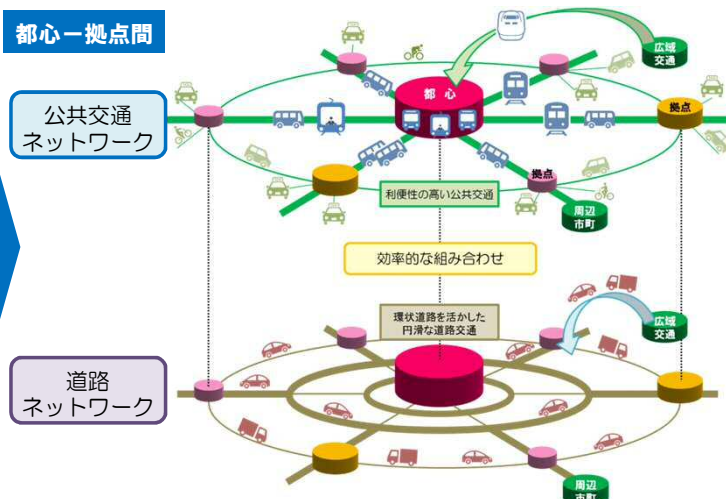 都心ー拠点間
公共交通
ネットワーク
都心
広域
交通
拠点
拠点
利便性の高い公共交通
周辺
市町
効率的な組み合わせ
環状道路を活かした
円滑な道路交通
広域
交通
道路
ネットワーク
周辺
市町